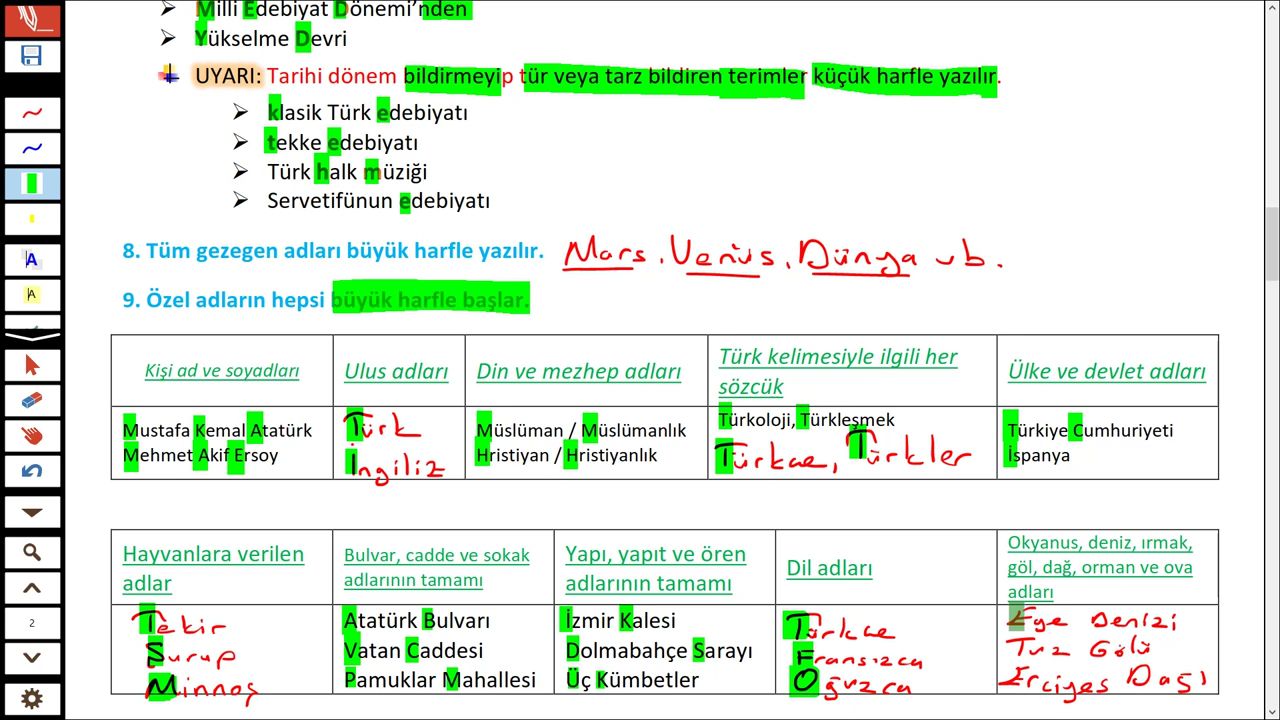 Milli Edebiyat Dönemi’nden
Yükselme Devri
UYARI: Tarihi dönem bildirmeyip tür veya tarz bildiren terimler küçük harfle yazılır.
klasik Türk edebiyatı
tekke edebiyatı
Türk halk müziği
Servetifünun edebiyatı
8. Tüm gezegen adları büyük harfle yazılır. Mars, Venüs, Dünya vb.
9. Özel adların hepsi büyük harfle başlar.
Kişi ad ve soyadları
Mustafa Kemal Atatürk
Mehmet Akif Ersoy
Ulus adları
Türk
İngiliz
Din ve mezhep adları
Müslüman / Müslümanlık
Hristiyan / Hristiyanlık
Türk kelimesiyle ilgili her
sözcük
Türkoloji, Türkleşmek
Türkçe, Türkler
Ülke ve devlet adları
Türkiye Cumhuriyeti
İspanya
Hayvanlara verilen
adlar
Tekir
Şurup
Minnoş
Bulvar, cadde ve sokak
adlarının tamamı
Atatürk Bulvarı
Vatan Caddesi
Pamuklar Mahallesi
Yapı, yapıt ve ören
adlarının tamamı
İzmir Kalesi
Dolmabahçe Sarayı
Üç Kümbetler
Dil adları
Türkçe
Fransızca
Oğuzca
Okyanus, deniz, ırmak,
göl, dağ, orman ve ova
adları
Ege Denizi
Tuz Gölü
Erciyes Dağı
A
A
2